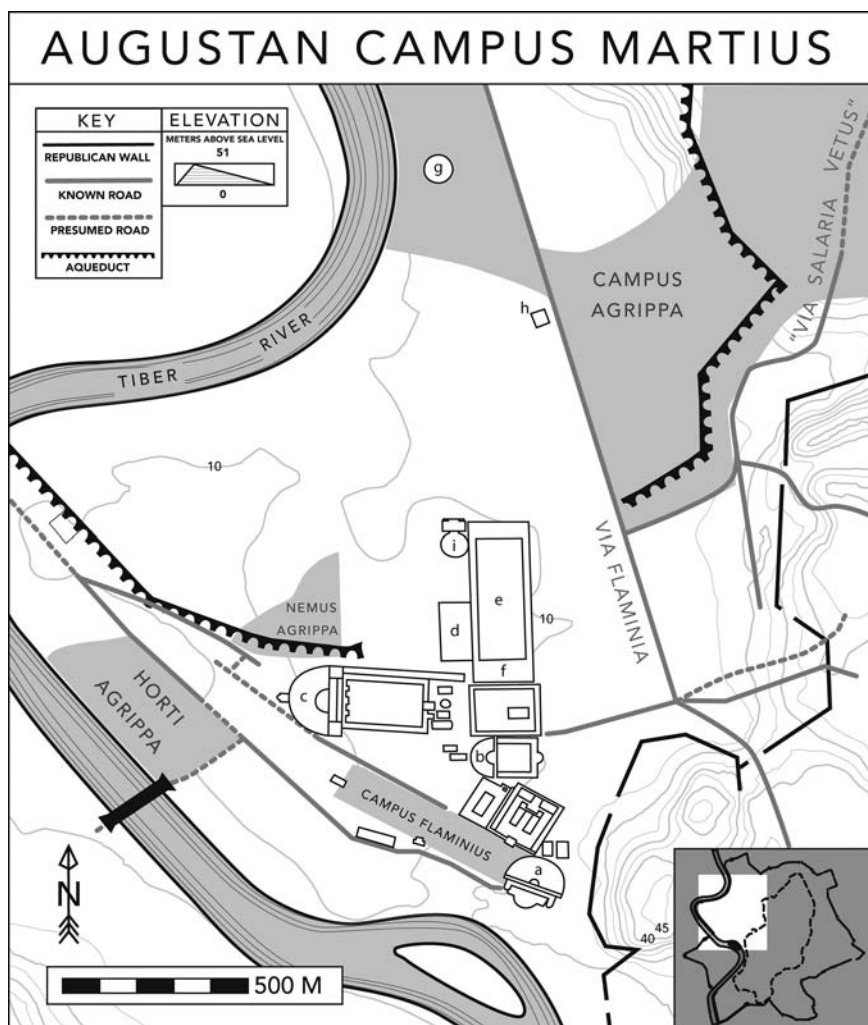 AUGUSTAN CAMPUS MARTIUS
KEY
REPUBLICAN WALL
KNOWN ROAD
PRESUMED ROAD
AQUEDUCT
ELEVATION
METERS ABOVE SEA LEVEL
51
0
g
CAMPUS
AGRIPPA
"VIA SALARIA VETUS"
h
TIBER RIVER
10
VIA FLAMINIA
i
e
d
10
f
NEMUS
AGRIPPA
HORTI
AGRIPPA
c
b
CAMPUS FLAMINIUS
a
N
45
40
500 M